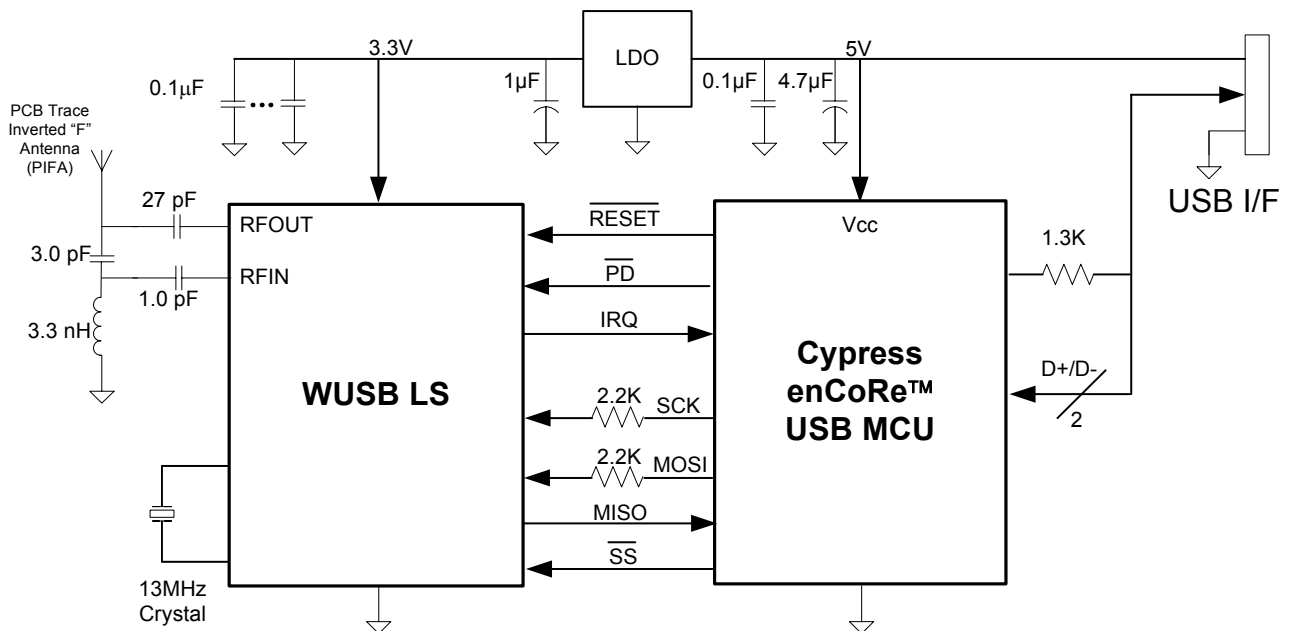 3.3V
LDO
5V
0.1µF
1µF
0.1µF
4.7µF
PCB Trace
Inverted “F”
Antenna
(PIFA)
USB I/F
27 pF
RFOUT
RESET
Vcc
1.3K
3.0 pF
RFIN
PD
1.0 pF
3.3 nH
IRQ
Cypress
enCoRe™
USB MCU
WUSB LS
D+/D-
2
2.2K
SCK
2.2K
MOSI
MISO
SS
13MHz
Crystal